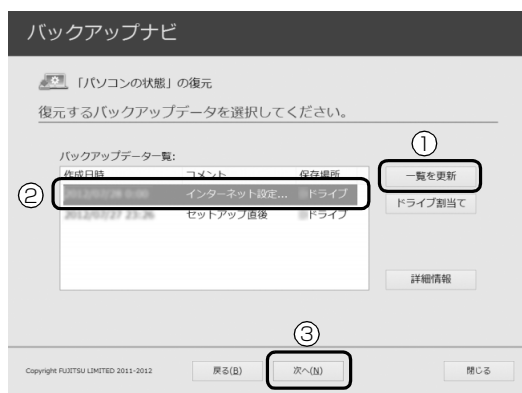 バックアップナビ
「パソコンの状態」の復元
復元するバックアップデータを選択してください。
①
バックアップデータ一覧:
作成日時 コメント 保存場所 一覧を更新
② インターネット設定... ドライブ
セットアップ直後 ドライブ ドライブ割当て
詳細情報
③
Copyright FUJITSU LIMITED 2011-2012 戻る(B) 次へ(N) 閉じる